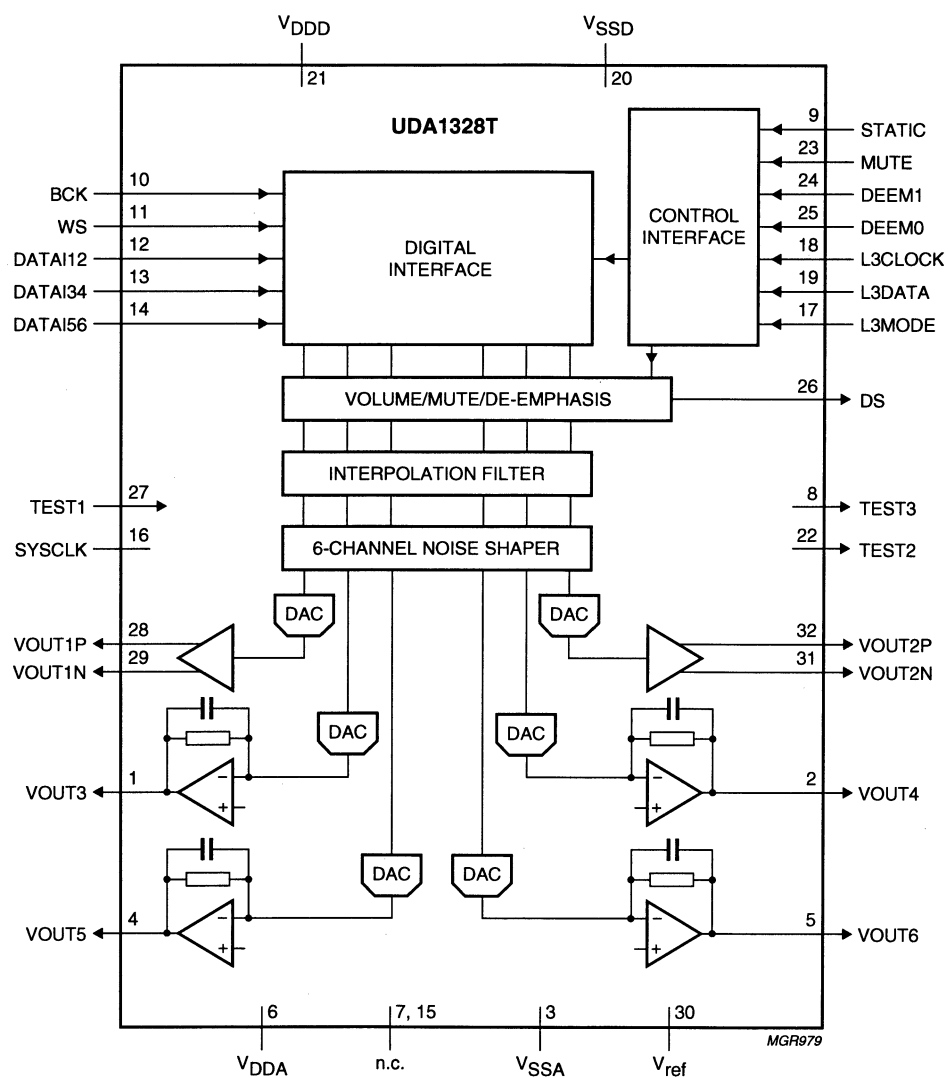 VDDD
VSSD
21
20
UDA1328T
9
STATIC
23
MUTE
BCK
10
24
DEEM1
WS
11
25
DEEM0
DATAI12
12
18
L3CLOCK
DATAI34
13
19
L3DATA
DATAI56
14
17
L3MODE
DIGITAL
INTERFACE
CONTROL
INTERFACE
VOLUME/MUTE/DE-EMPHASIS
26
DS
INTERPOLATION FILTER
TEST1
27
8
TEST3
SYSCLK
16
6-CHANNEL NOISE SHAPER
22
TEST2
DAC
DAC
VOUT1P
28
32
VOUT2P
VOUT1N
29
31
VOUT2N
DAC
DAC
VOUT3
1
−
+
−
+
2
VOUT4
DAC
DAC
VOUT5
4
−
+
−
+
5
VOUT6
6
7, 15
3
30
MGR979
VDDA
n.c.
VSSA
Vref